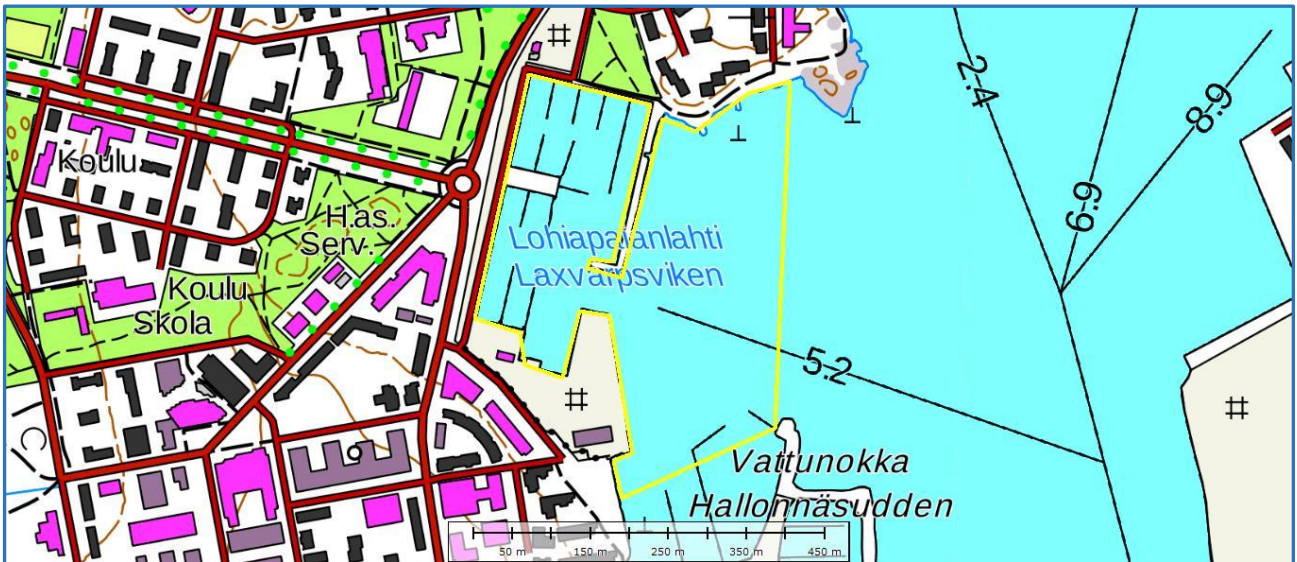 2.4
8.9
6.9
Koulu
H.as.
Serv.
Lohiapajanlahti
Laxvarpsviken
Koulu
Skola
5.2
Vattunokka
Hallonnäsudden
50 m 150 m 250 m 350 m 450 m